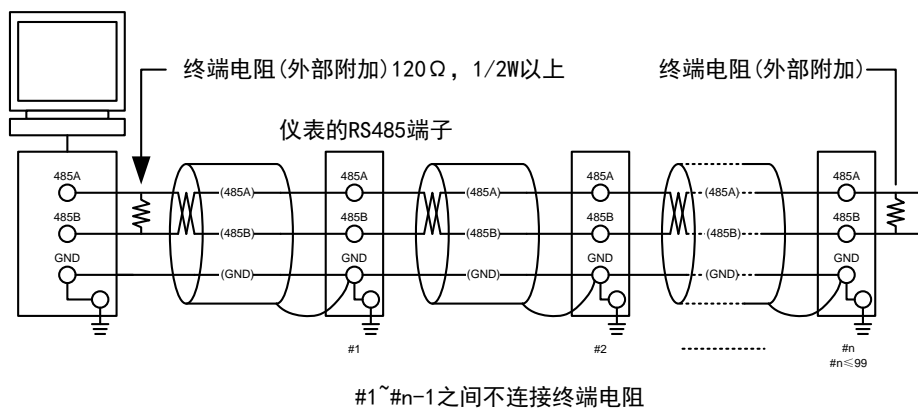 终端电阻(外部附加)120Ω，1/2W以上
终端电阻(外部附加)
仪表的RS485端子
485A
(485A)
485A
(485A)
485A
(485A)
485A
485B
(485B)
485B
(485B)
485B
(485B)
485B
GND
(GND)
GND
(GND)
GND
(GND)
GND
#1
#2
#n
#n≤99
#1~#n-1之间不连接终端电阻